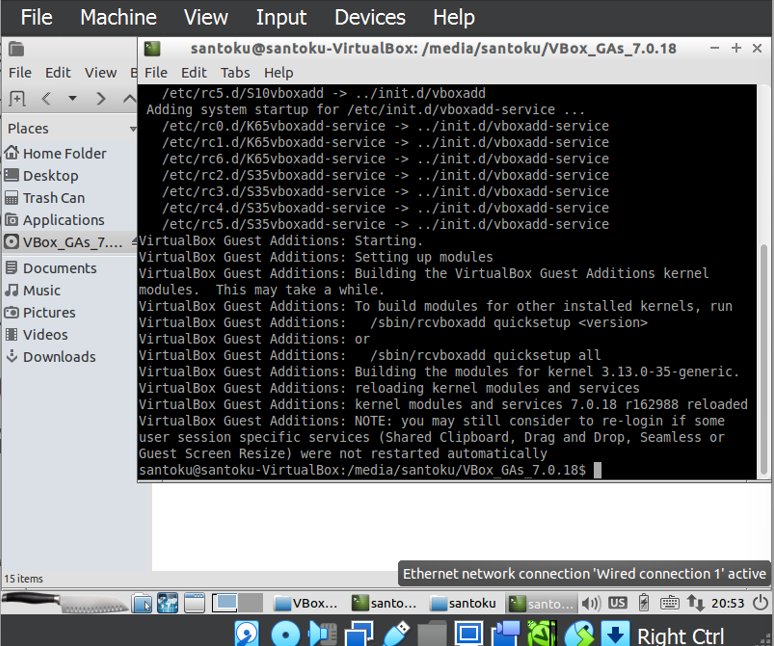 File Machine View Input Devices Help
santoku@santoku-VirtualBox: /media/santoku/VBox_GAs_7.0.18
File Edit View B
File Edit Tabs Help
Places
Home Folder
Desktop
Trash Can
Applications
VBox_GAs_7....
Documents
Music
Pictures
Videos
Downloads
/etc/rc5.d/S10vboxadd -> ../init.d/vboxadd
Adding system startup for /etc/init.d/vboxadd-service ...
/etc/rc0.d/K65vboxadd-service -> ../init.d/vboxadd-service
/etc/rc1.d/K65vboxadd-service -> ../init.d/vboxadd-service
/etc/rc6.d/K65vboxadd-service -> ../init.d/vboxadd-service
/etc/rc2.d/S35vboxadd-service -> ../init.d/vboxadd-service
/etc/rc3.d/S35vboxadd-service -> ../init.d/vboxadd-service
/etc/rc4.d/S35vboxadd-service -> ../init.d/vboxadd-service
/etc/rc5.d/S35vboxadd-service -> ../init.d/vboxadd-service
VirtualBox Guest Additions: Starting.
VirtualBox Guest Additions: Setting up modules
VirtualBox Guest Additions: Building the VirtualBox Guest Additions kernel
modules.  This may take a while.
VirtualBox Guest Additions: To build modules for other installed kernels, run
VirtualBox Guest Additions:   /sbin/rcvboxadd quicksetup <version>
VirtualBox Guest Additions: or
VirtualBox Guest Additions:   /sbin/rcvboxadd quicksetup all
VirtualBox Guest Additions: Building the modules for kernel 3.13.0-35-generic.
VirtualBox Guest Additions: reloading kernel modules and services
VirtualBox Guest Additions: kernel modules and services 7.0.18 r162988 reloaded
VirtualBox Guest Additions: NOTE: you may still consider to re-login if some
user session specific services (Shared Clipboard, Drag and Drop, Seamless or
Guest Screen Resize) were not restarted automatically
santoku@santoku-VirtualBox:/media/santoku/VBox_GAs_7.0.18$
15 items
Ethernet network connection 'Wired connection 1' active
VBox... santo... santoku santo... US 20:53
Right Ctrl